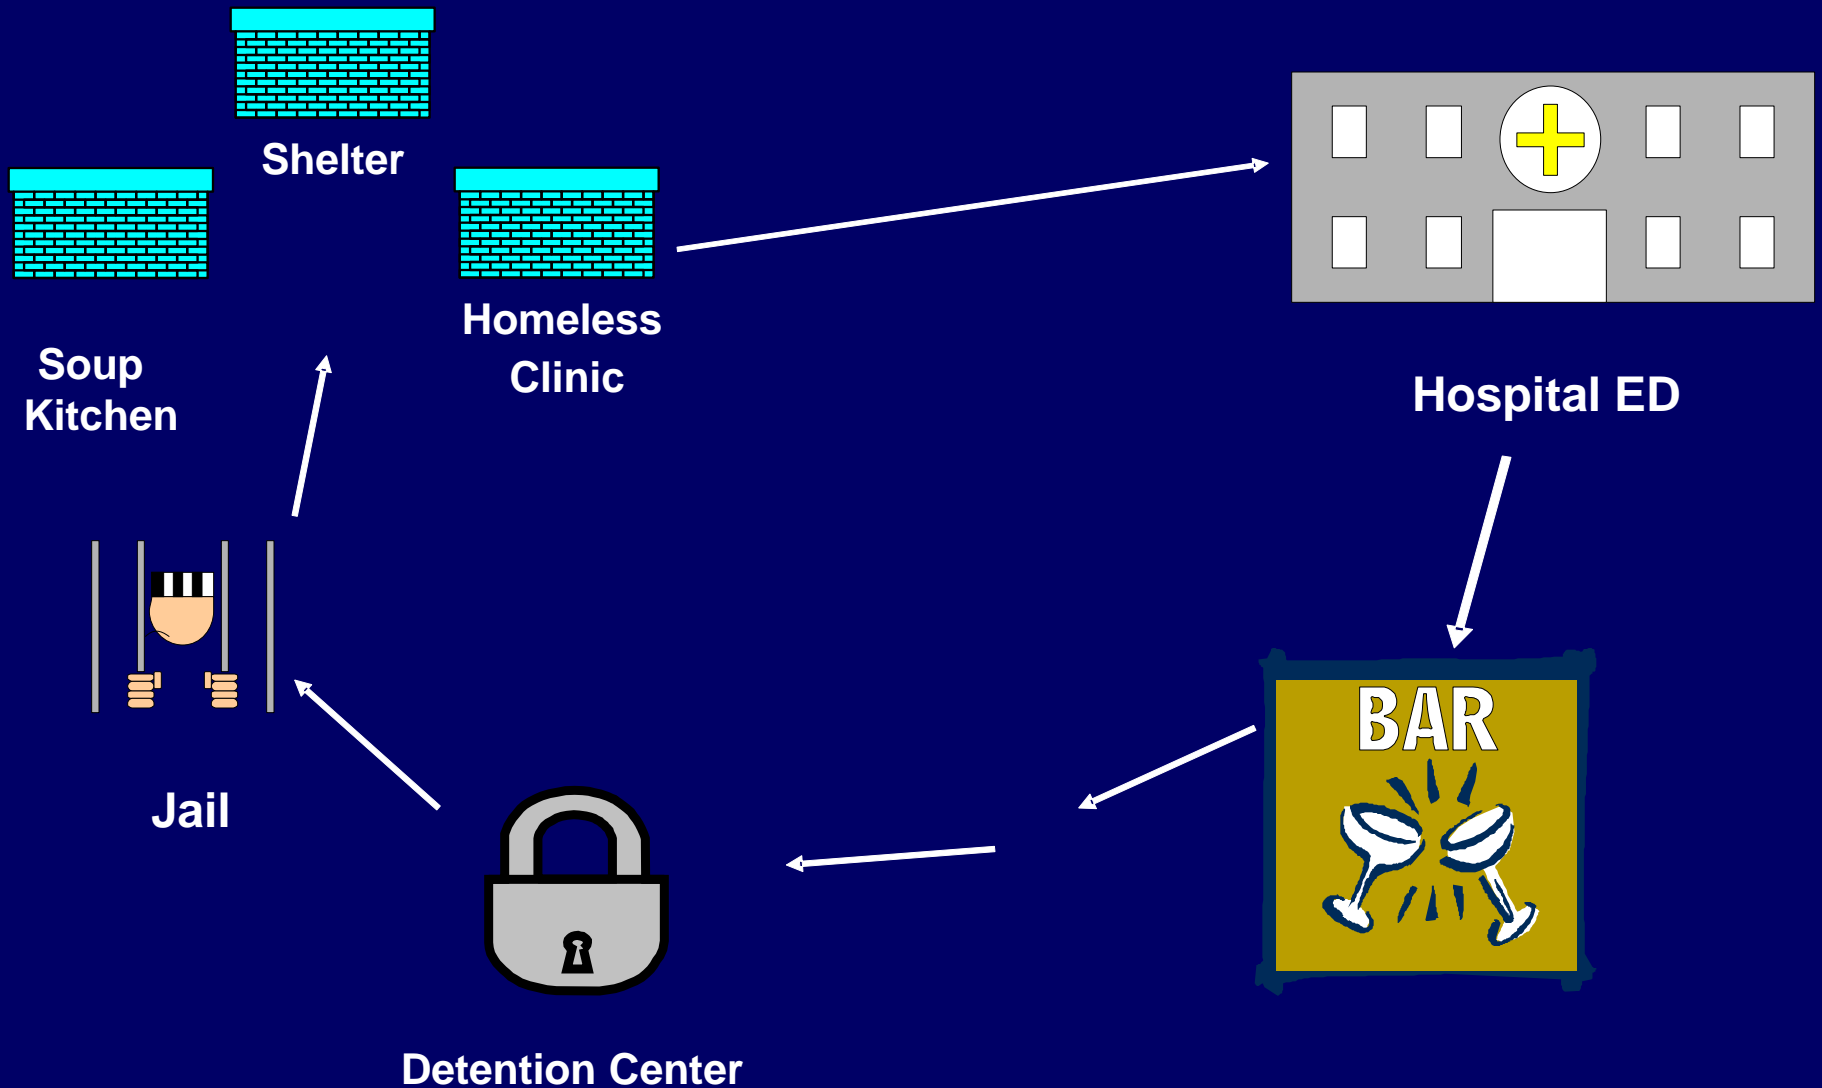 Shelter
Soup
Kitchen
Homeless
Clinic
Hospital ED
BAR
Jail
Detention Center